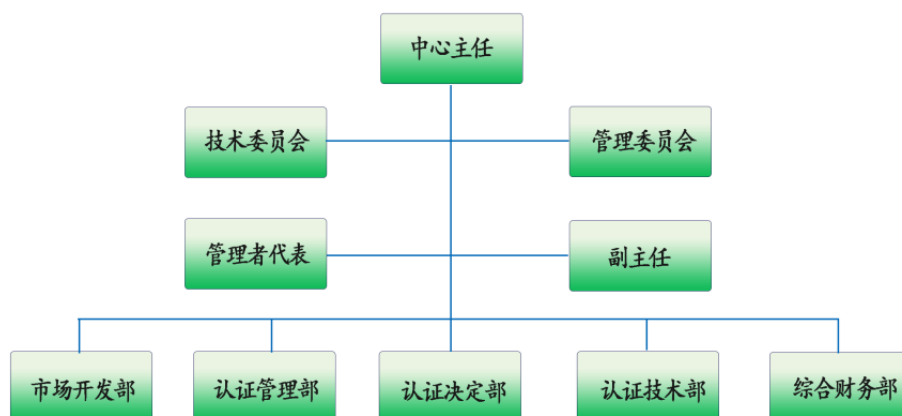 中心主任
技术委员会
管理委员会
管理者代表
副主任
市场开发部
认证管理部
认证决定部
认证技术部
综合财务部